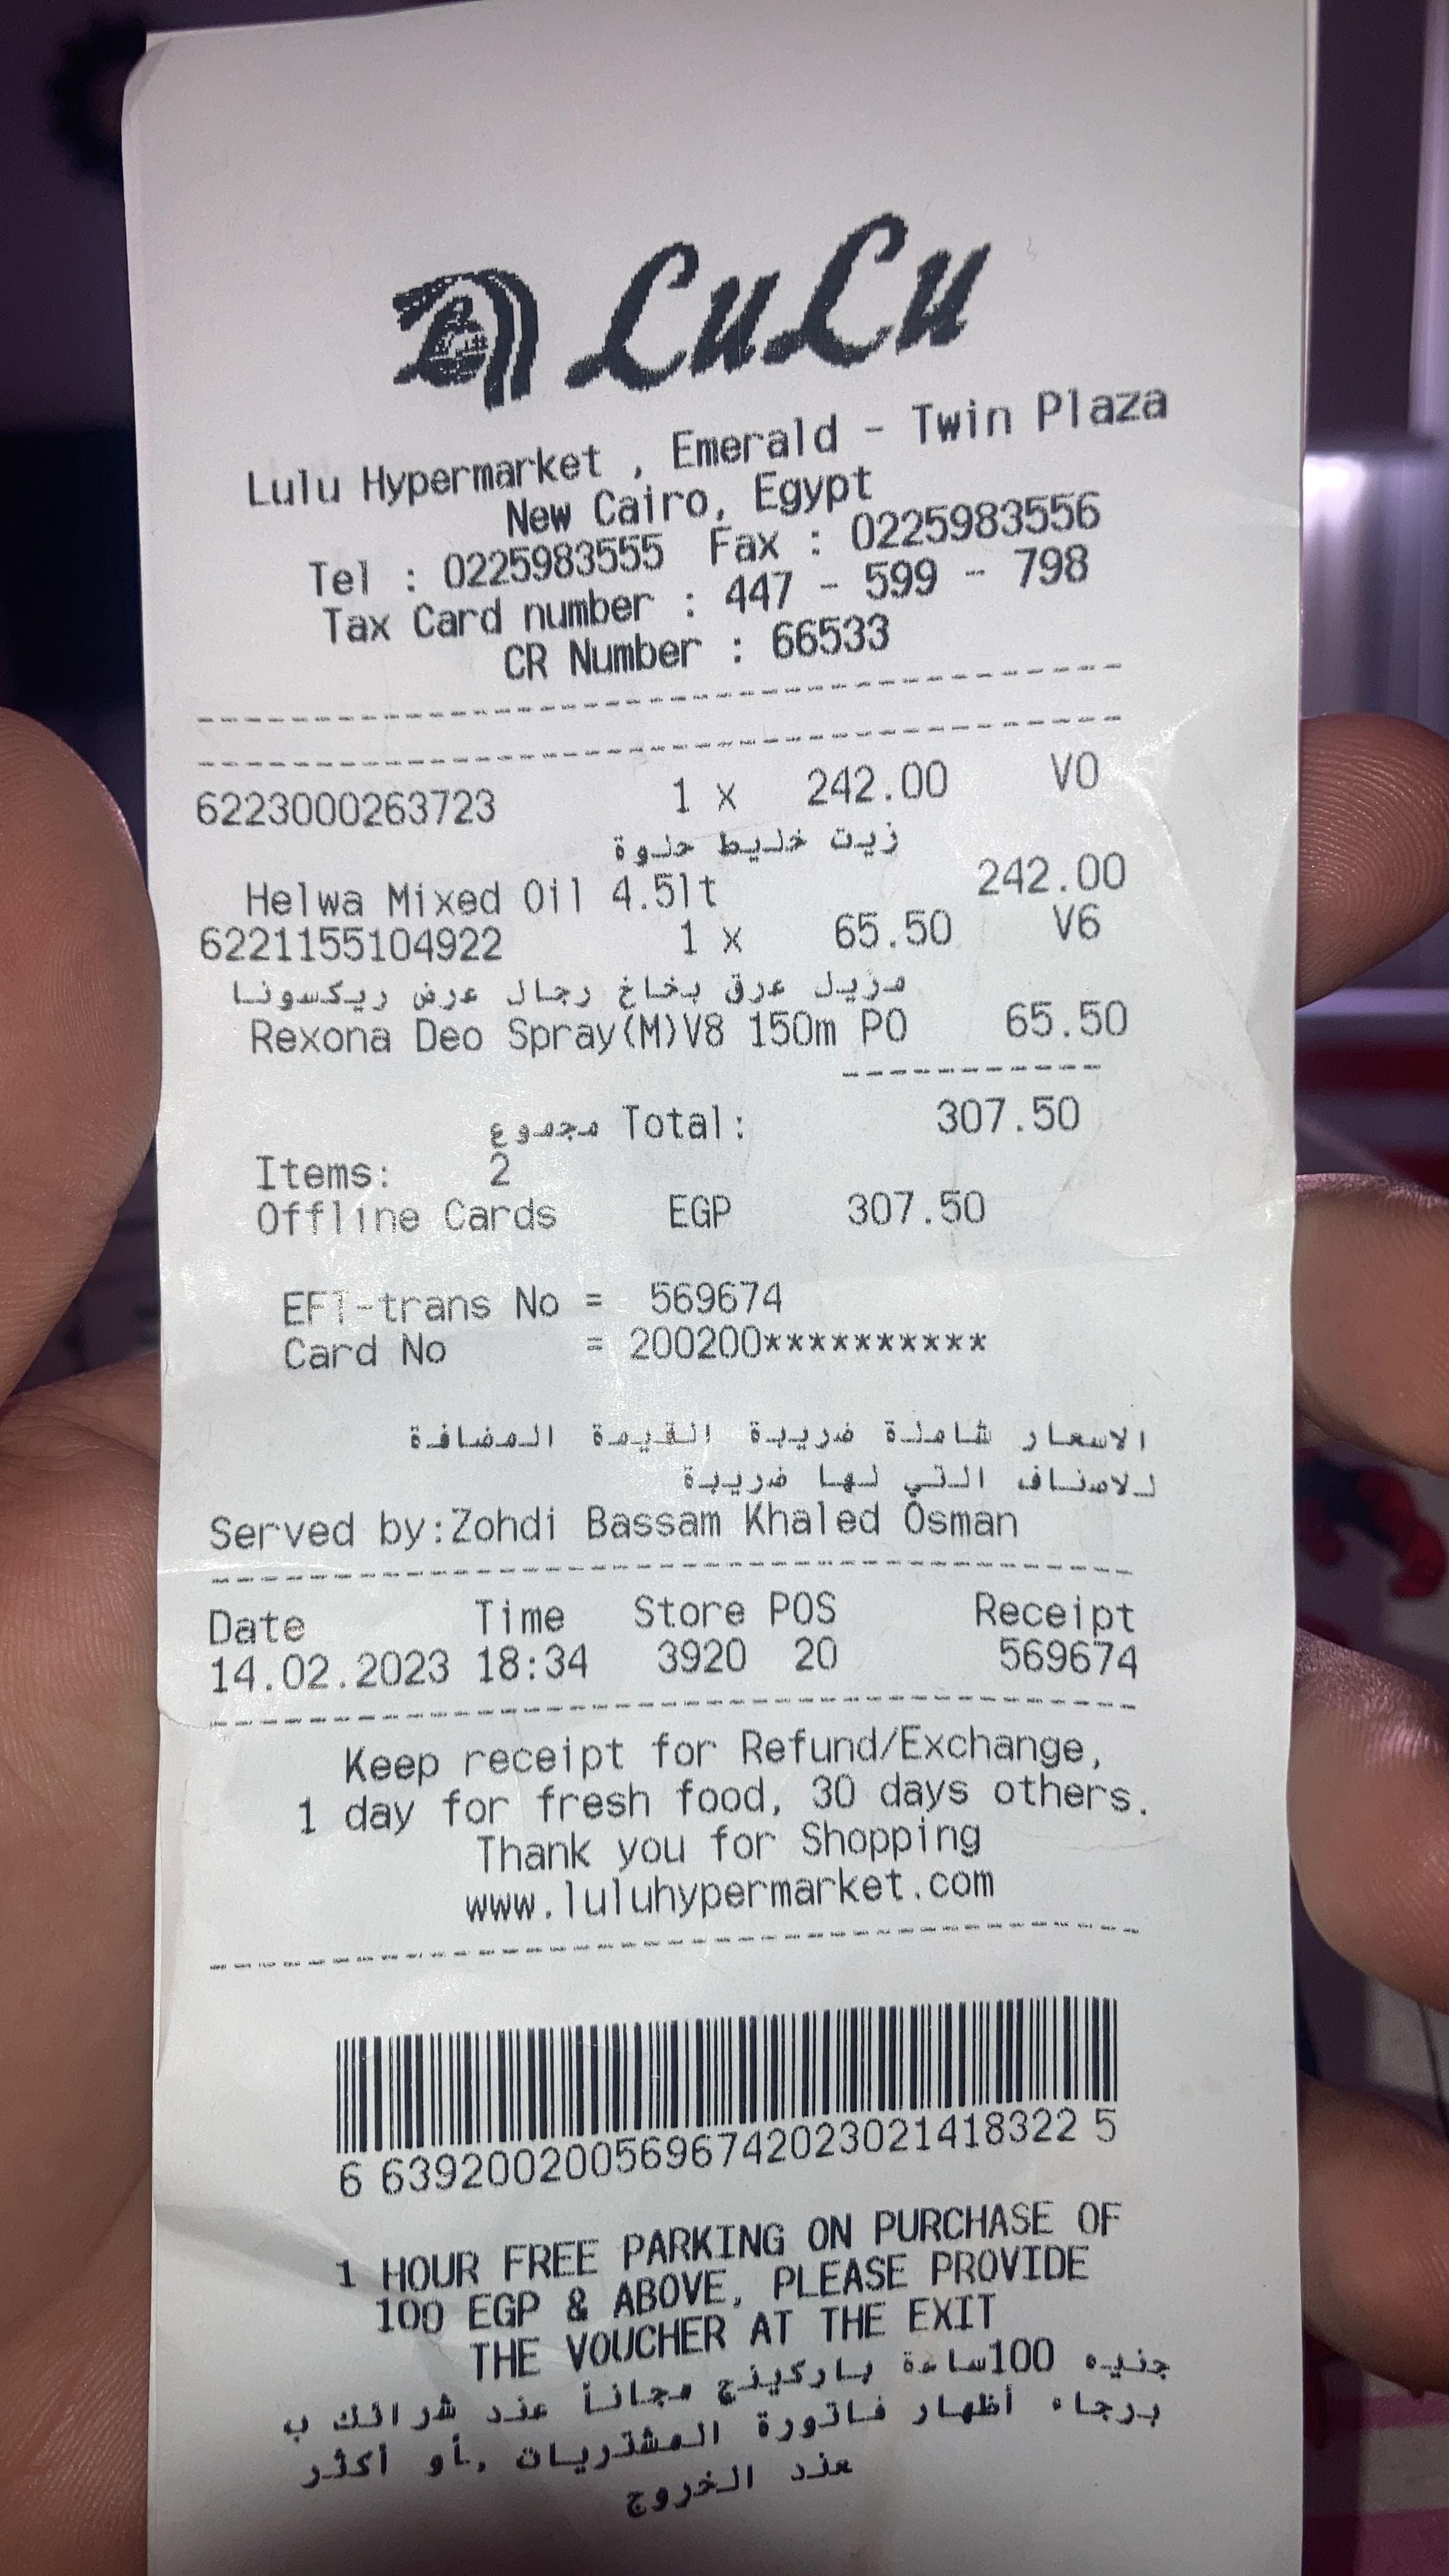 LuLu
Lulu Hypermarket , Emerald - Twin Plaza
New Cairo, Egypt
Tel : 0225983555 Fax : 0225983556
Tax Card number : 447 - 599 - 798
CR Number : 66533
6223000263723 1 x 242.00 V0
زيت خليط حلوة
Helwa Mixed Oil 4.5lt 242.00
6221155104922 1 x 65.50 V6
مزيل عرق بخاخ رجال عرض ريكسونا
Rexona Deo Spray(M)V8 150m PO 65.50
مجموع Total: 307.50
Items: 2
Offline Cards EGP 307.50
EFT-trans No = 569674
Card No = 200200**********
الاسعار شاملة ضريبة القيمة المضافة
للاصناف التي لها ضريبة
Served by:Zohdi Bassam Khaled Osman
Date Time Store POS Receipt
14.02.2023 18:34 3920 20 569674
Keep receipt for Refund/Exchange,
1 day for fresh food, 30 days others.
Thank you for Shopping
www.luluhypermarket.com
6 6392002005696742023021418322 5
1 HOUR FREE PARKING ON PURCHASE OF
100 EGP & ABOVE, PLEASE PROVIDE
THE VOUCHER AT THE EXIT
جنيه 100ساعة باركينج مجاناً عند شرائك ب
برجاء أظهار فاتورة المشتريات ,أو أكثر
عند الخروج